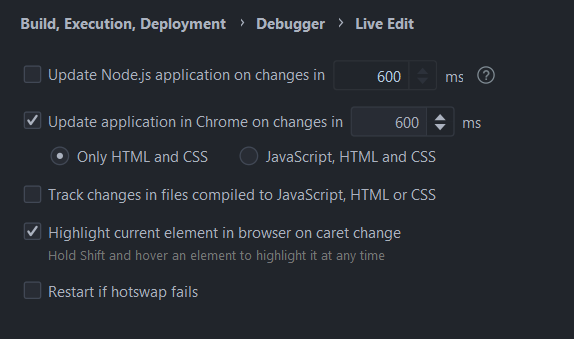 Build, Execution, Deployment › Debugger › Live Edit
Update Node.js application on changes in 600 ms ?
Update application in Chrome on changes in 600 ms
Only HTML and CSS JavaScript, HTML and CSS
Track changes in files compiled to JavaScript, HTML or CSS
Highlight current element in browser on caret change
Hold Shift and hover an element to highlight it at any time
Restart if hotswap fails